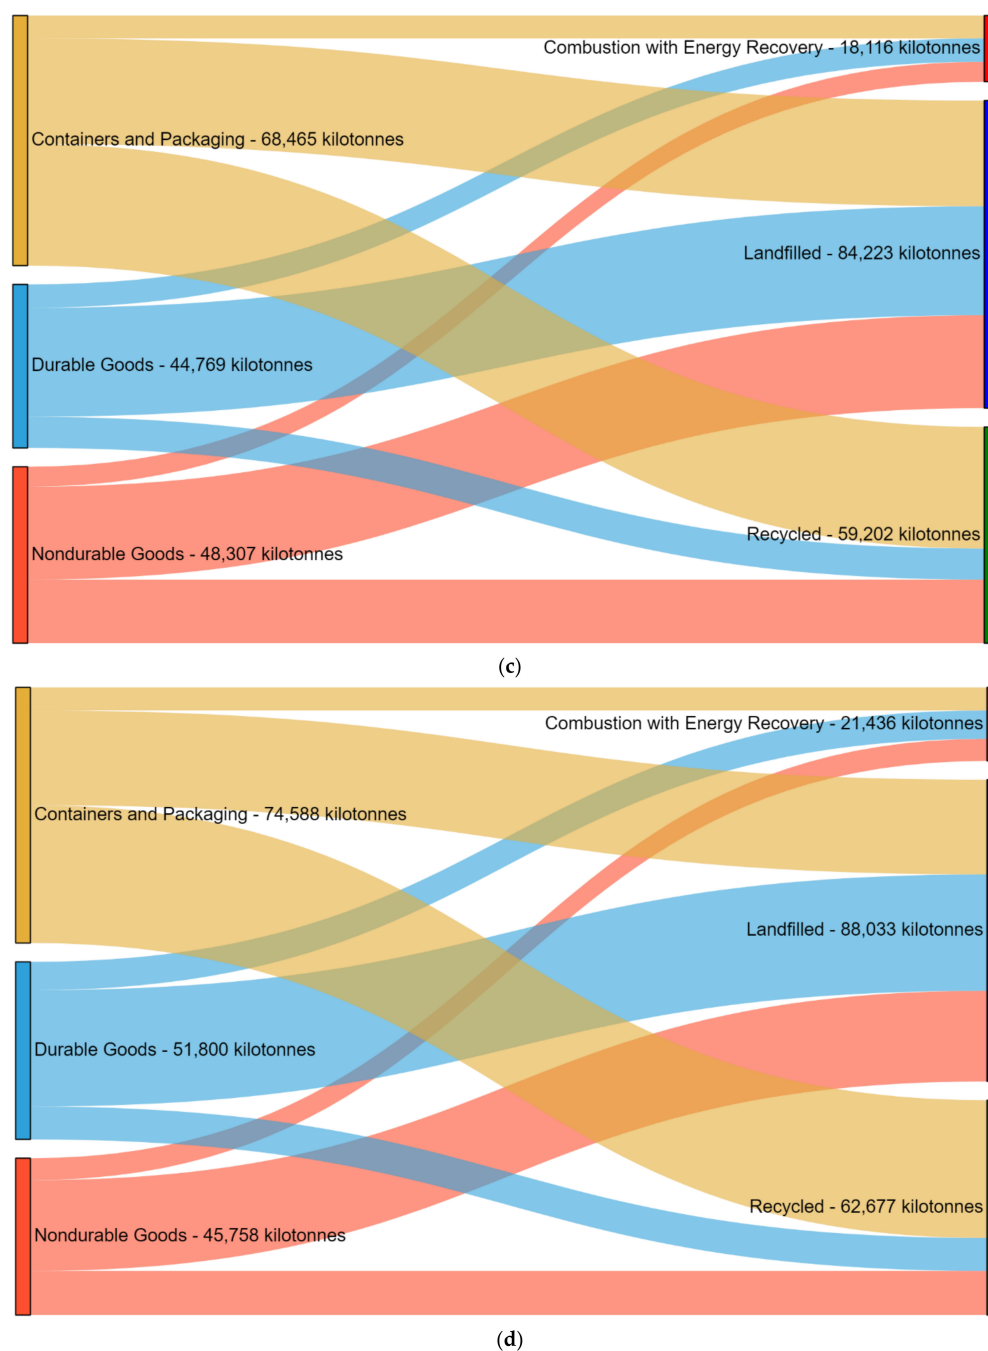 Combustion with Energy Recovery - 18,116 kilotonnes
Containers and Packaging - 68,465 kilotonnes
Landfilled - 84,223 kilotonnes
Durable Goods - 44,769 kilotonnes
Recycled - 59,202 kilotonnes
Nondurable Goods - 48,307 kilotonnes
(c)
Combustion with Energy Recovery - 21,436 kilotonnes
Containers and Packaging - 74,588 kilotonnes
Landfilled - 88,033 kilotonnes
Durable Goods - 51,800 kilotonnes
Recycled - 62,677 kilotonnes
Nondurable Goods - 45,758 kilotonnes
(d)